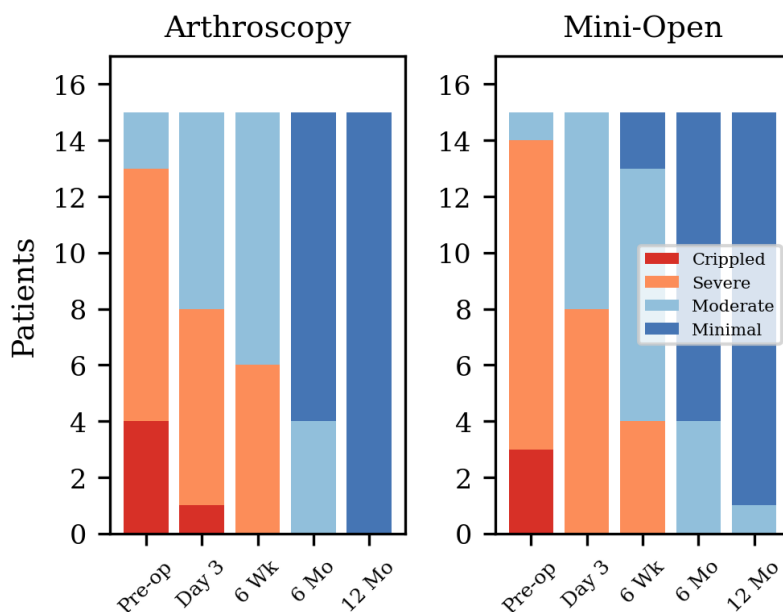 Arthroscopy
Mini-Open
Patients
16
14
12
10
8
6
4
2
0
Pre-op
Day 3
6 Wk
6 Mo
12 Mo
16
14
12
10
8
6
4
2
0
Crippled
Severe
Moderate
Minimal
Pre-op
Day 3
6 Wk
6 Mo
12 Mo